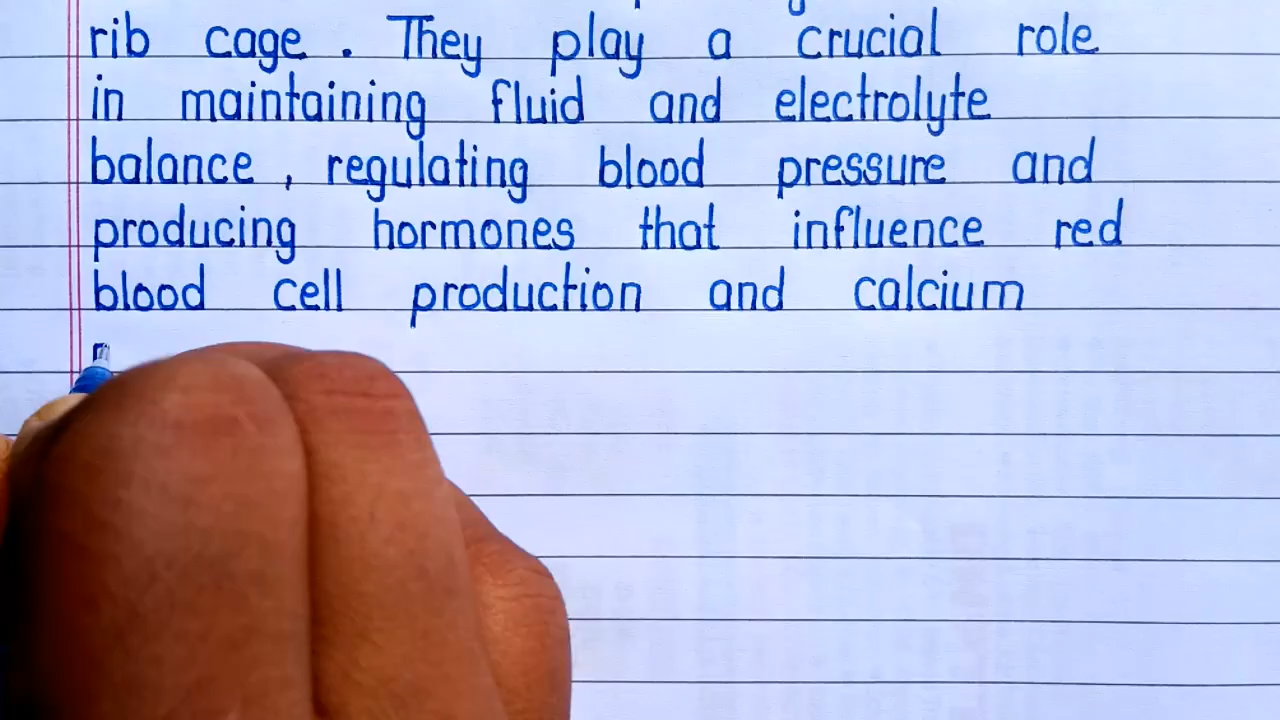 rib cage . They play a crucial role
in maintaining fluid and electrolyte
balance , regulating blood pressure and
producing hormones that influence red
blood cell production and calcium